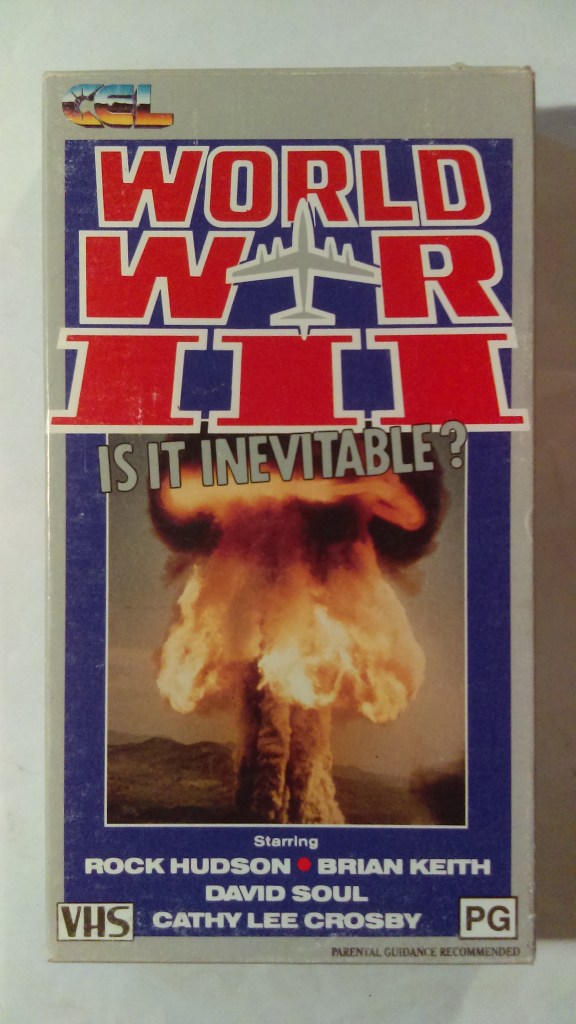 CEL
WORLD
WAR
III
IS IT INEVITABLE?
Starring
ROCK HUDSON • BRIAN KEITH
DAVID SOUL
CATHY LEE CROSBY
VHS
PG
PARENTAL GUIDANCE RECOMMENDED